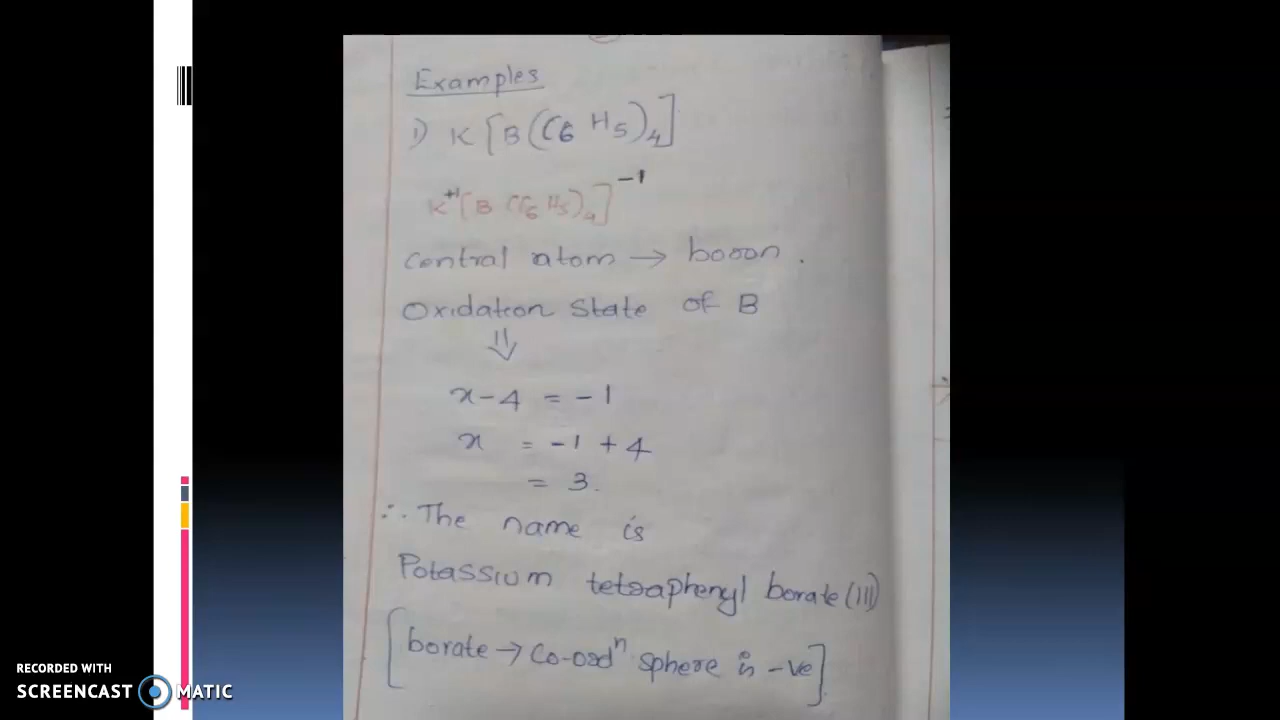 Examples
1) K[B(C6H5)4]
K+1[B(C6H5)4]-1
Central atom → boron.
Oxidation State of B
⇓
x-4 = -1
x = -1 + 4
= 3.
∴ The name is
Potassium tetraphenyl borate (III)
[borate → Co-ordn sphere is -ve]
RECORDED WITH
SCREENCAST MATIC